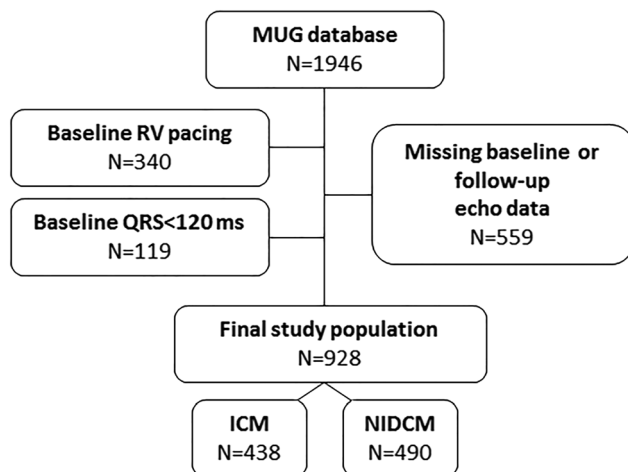 MUG database
N=1946
Baseline RV pacing
N=340
Missing baseline or
follow-up
echo data
N=559
Baseline QRS<120 ms
N=119
Final study population
N=928
ICM
N=438
NIDCM
N=490